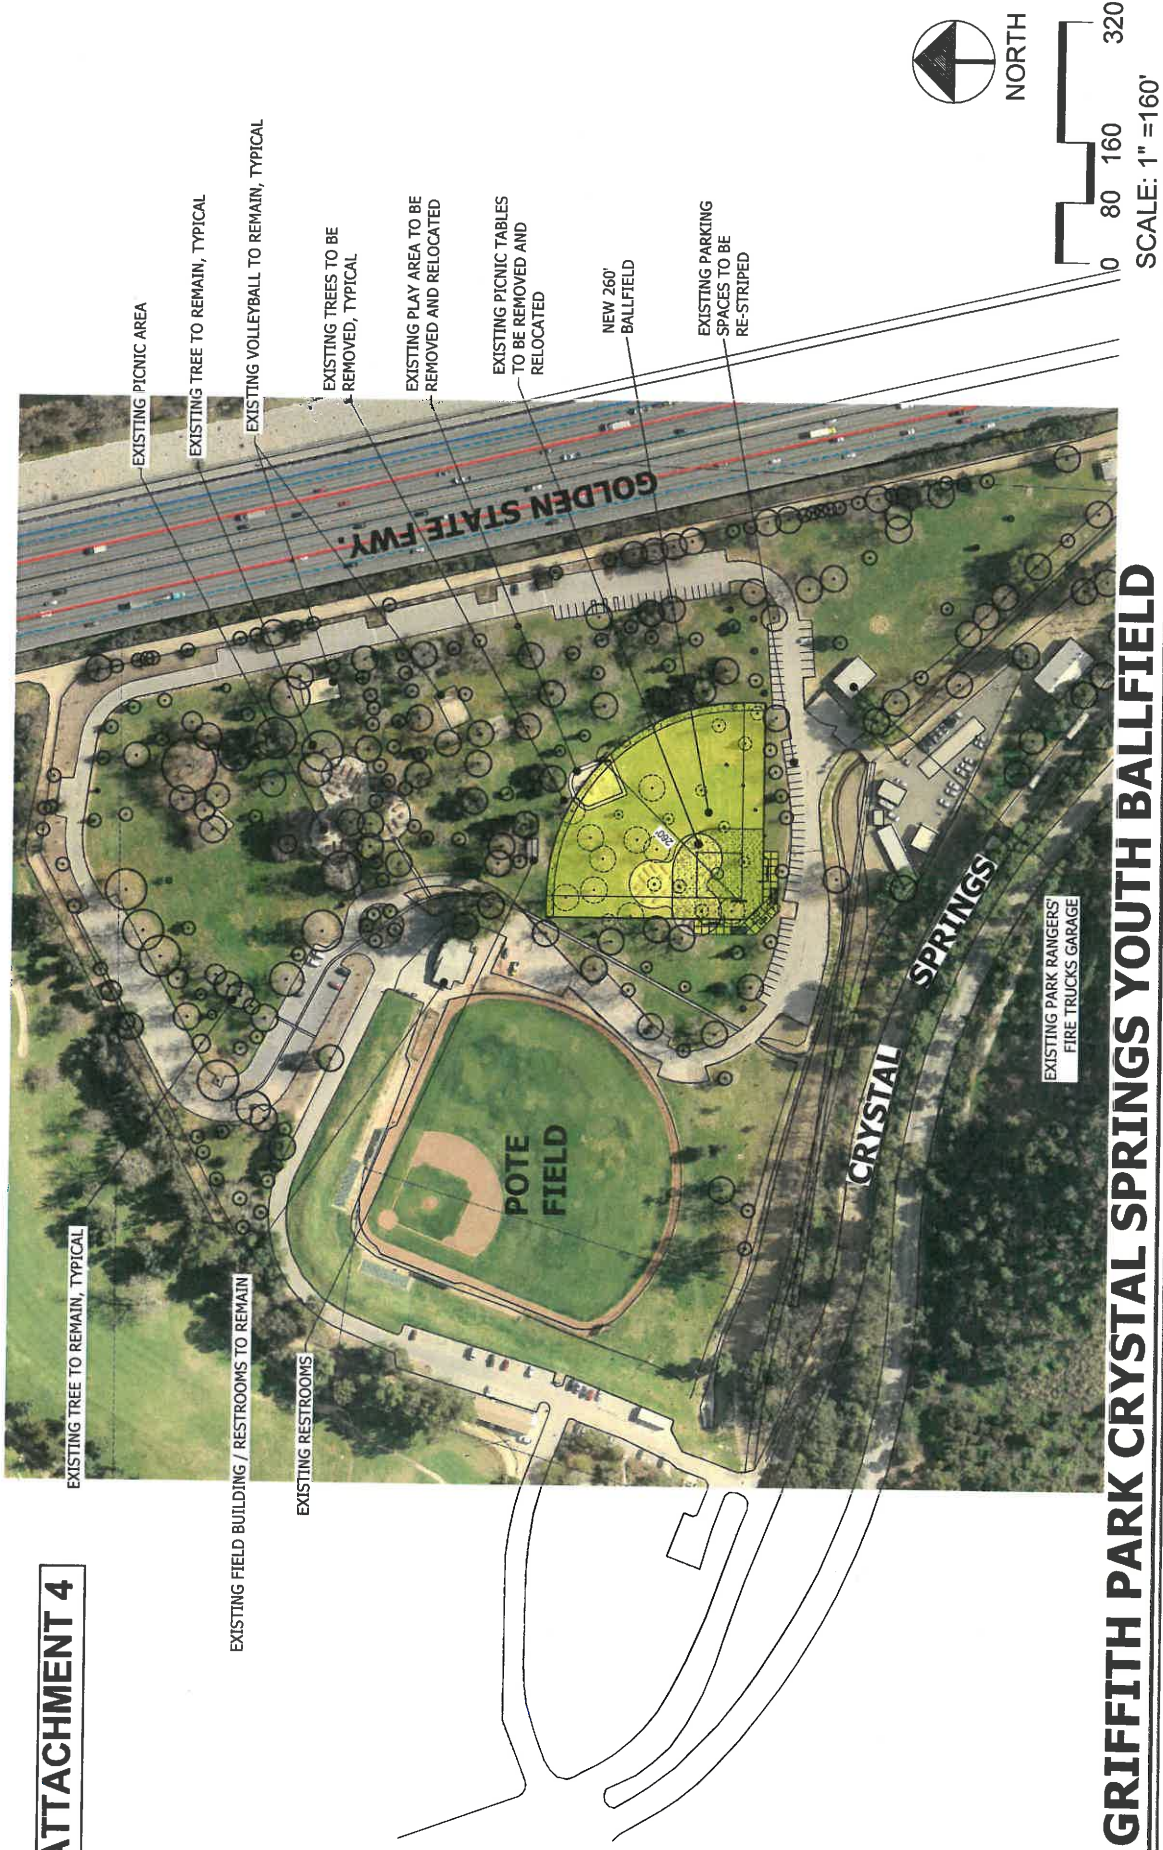 ATTACHMENT 4
EXISTING TREE TO REMAIN, TYPICAL
EXISTING FIELD BUILDING / RESTROOMS TO REMAIN
EXISTING RESTROOMS
EXISTING PICNIC AREA
EXISTING TREE TO REMAIN, TYPICAL
EXISTING VOLLEYBALL TO REMAIN, TYPICAL
EXISTING TREES TO BE
REMOVED, TYPICAL
EXISTING PLAY AREA TO BE
REMOVED AND RELOCATED
EXISTING PICNIC TABLES
TO BE REMOVED AND
RELOCATED
NEW 260'
BALLFIELD
EXISTING PARKING
SPACES TO BE
RE-STRIPED
GOLDEN STATE FWY.
260'
POTE
FIELD
CRYSTAL
SPRINGS
EXISTING PARK RANGERS'
FIRE TRUCKS GARAGE
NORTH
0 80 160 320
SCALE: 1" =160'
GRIFFITH PARK CRYSTAL SPRINGS YOUTH BALLFIELD